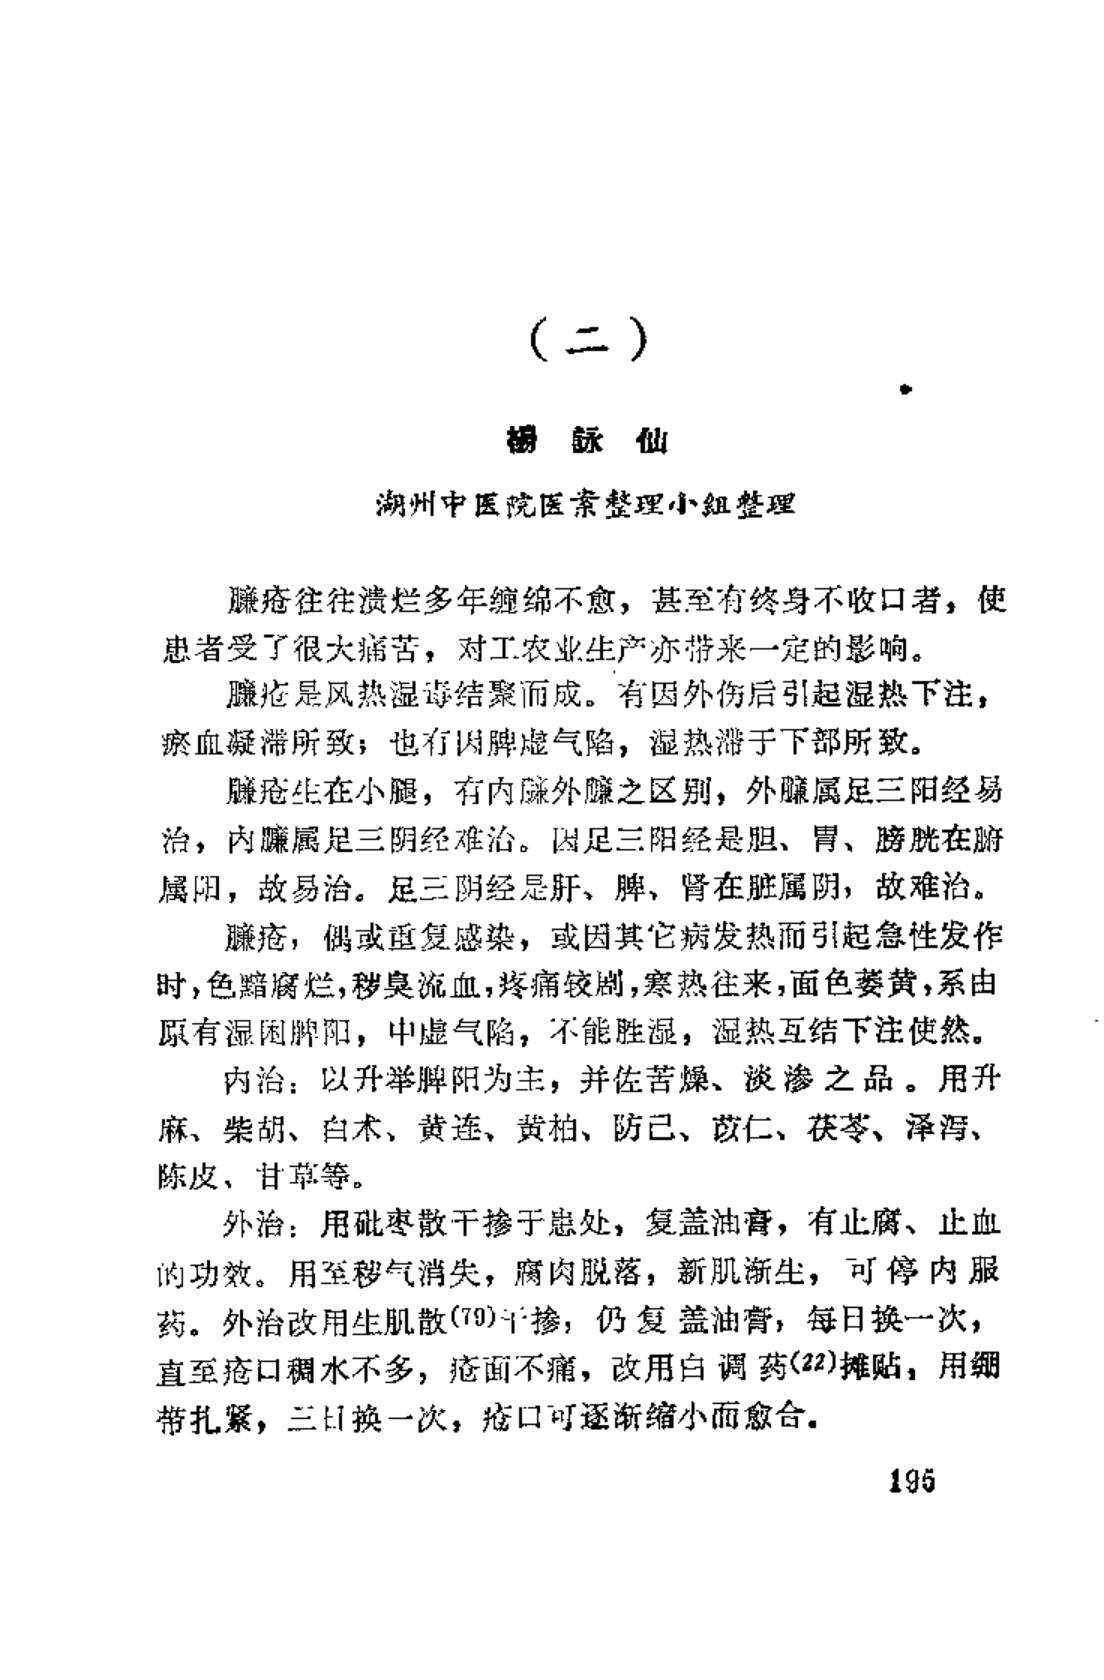 （二）
楊詠仙
湖州中医院医案整理小組整理
臁疮往往溃烂多年缠绵不愈，甚至有终身不收口者，使
患者受了很大痛苦，对工农业生产亦带来一定的影响。
臁疮是风热湿毒结聚而成。有因外伤后引起湿热下注，
瘀血凝滞所致；也有因脾虚气陷，湿热滞于下部所致。
臁疮生在小腿，有内臁外臁之区别，外臁属足三阳经易
治，内臁属足三阴经难治。因足三阳经是胆、胃、膀胱在腑
属阳，故易治。足三阴经是肝、脾、肾在脏属阴，故难治。
臁疮，偶或重复感染，或因其它病发热而引起急性发作
时，色黯腐烂，秽臭流血，疼痛较剧，寒热往来，面色萎黄，系由
原有湿困脾阳，中虚气陷，不能胜湿，湿热互结下注使然。
内治：以升举脾阳为主，并佐苦燥、淡渗之品。用升
麻、柴胡、白术、黄连、黄柏、防己、苡仁、茯苓、泽泻、
陈皮、甘草等。
外治：用砒枣散干掺于患处，复盖油膏，有止腐、止血
的功效。用至秽气消失，腐肉脱落，新肌渐生，可停内服
药。外治改用生肌散(79)干掺，仍复盖油膏，每日换一次，
直至疮口稠水不多，疮面不痛，改用白调药(22)摊贴，用绷
带扎紧，三日换一次，疮口可逐渐缩小而愈合。
195